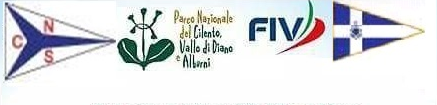 N
C
S
Parco Nazionale
del Cilento,
Vallo di Diano
e Alburni
FIV